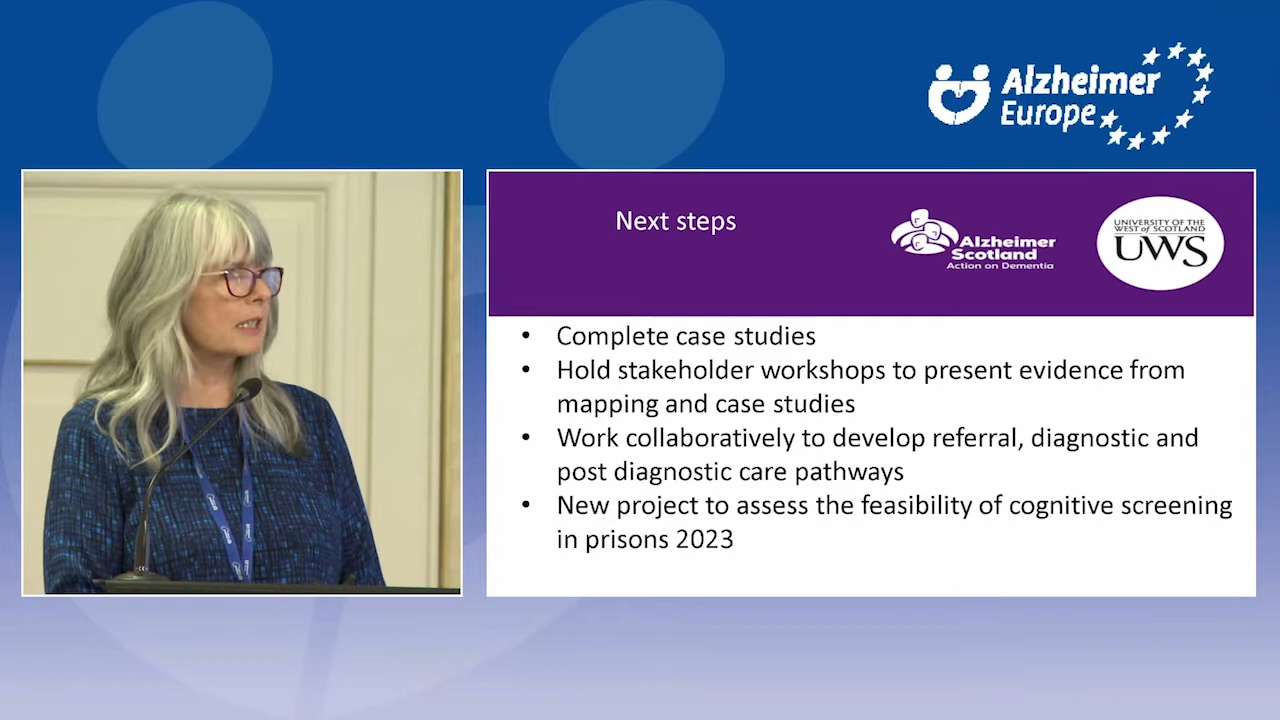 Alzheimer
Europe
Next steps
Alzheimer
Scotland
Action on Dementia
UNIVERSITY OF THE
WEST of SCOTLAND
UWS
• Complete case studies
• Hold stakeholder workshops to present evidence from
mapping and case studies
• Work collaboratively to develop referral, diagnostic and
post diagnostic care pathways
• New project to assess the feasibility of cognitive screening
in prisons 2023